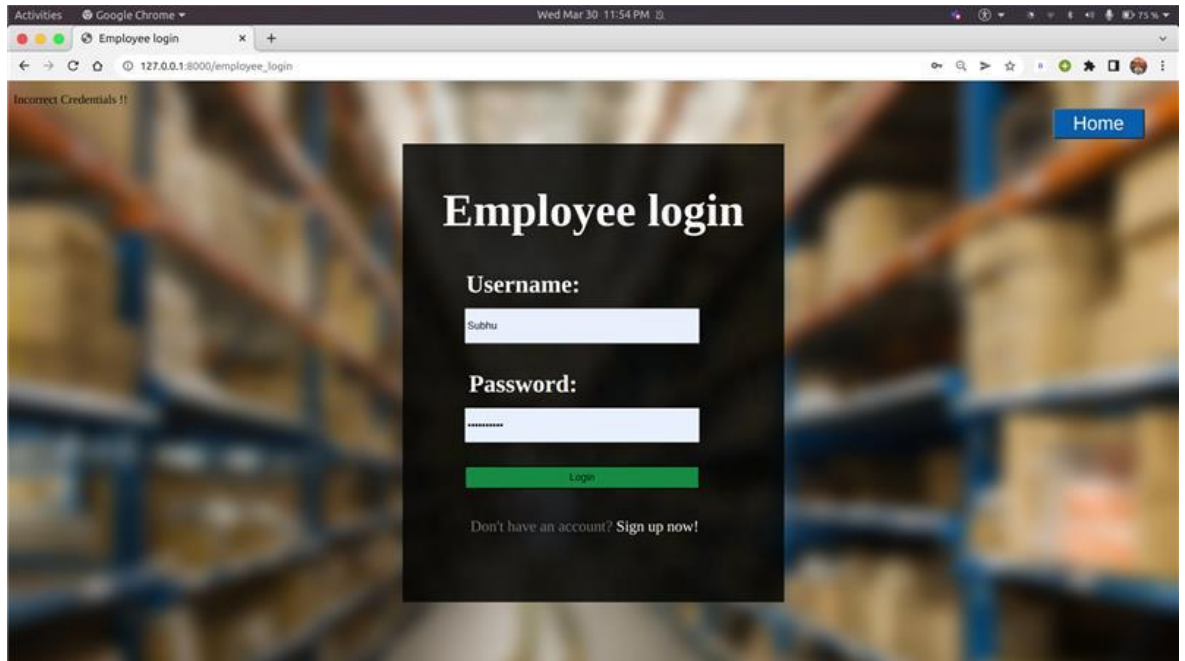 Activities Google Chrome Wed Mar 30 11:54 PM 75 %
Employee login
127.0.0.1:8000/employee_login
Incorrect Credentials !!
Home
Employee login
Username:
Subhu
Password:
••••••••••
Login
Don't have an account? Sign up now!